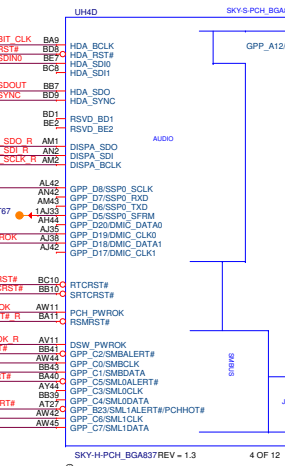 UH4D SKY-S-PCH_BGA8
BIT_CLK BA9 HDA_BCLK GPP_A12/
RST# BD8 HDA_RST#
SDIN0 BE7 HDA_SDI0
BC8 HDA_SDI1
SDOUT BB7 HDA_SDO
SYNC BD9 HDA_SYNC
BD1 RSVD_BD1
BE2 RSVD_BE2
AUDIO
SDO_R AM1 DISPA_SDO
SDI_R AN2 DISPA_SDI
SCLK_R AM2 DISPA_BCLK
AL42 GPP_D8/SSP0_SCLK
AN42 GPP_D7/SSP0_RXD
AM43 GPP_D6/SSP0_TXD
T67 1 AJ33 GPP_D5/SSP0_SFRM
AH44 GPP_D20/DMIC_DATA0
AJ35 GPP_D19/DMIC_CLK0
ROK AJ38 GPP_D18/DMIC_DATA1
AJ42 GPP_D17/DMIC_CLK1
RST# BC10 RTCRST#
CRST# BB10 SRTCRST#
OK AW11 PCH_PWROK
T#_R BA11 RSMRST#
OK_R AV11 DSW_PWROK
T# BB41 GPP_C2/SMBALERT#
AW44 GPP_C0/SMBCLK
BB43 GPP_C1/SMBDATA
LT# BA40 GPP_C5/SML0ALERT#
AY44 GPP_C3/SML0CLK
BB39 GPP_C4/SML0DATA
RT# AT27 GPP_B23/SML1ALERT#/PCHHOT#
AW42 GPP_C6/SML1CLK
AW45 GPP_C7/SML1DATA
SMBUS
SKY-H-PCH_BGA837 REV = 1.3 4 OF 12